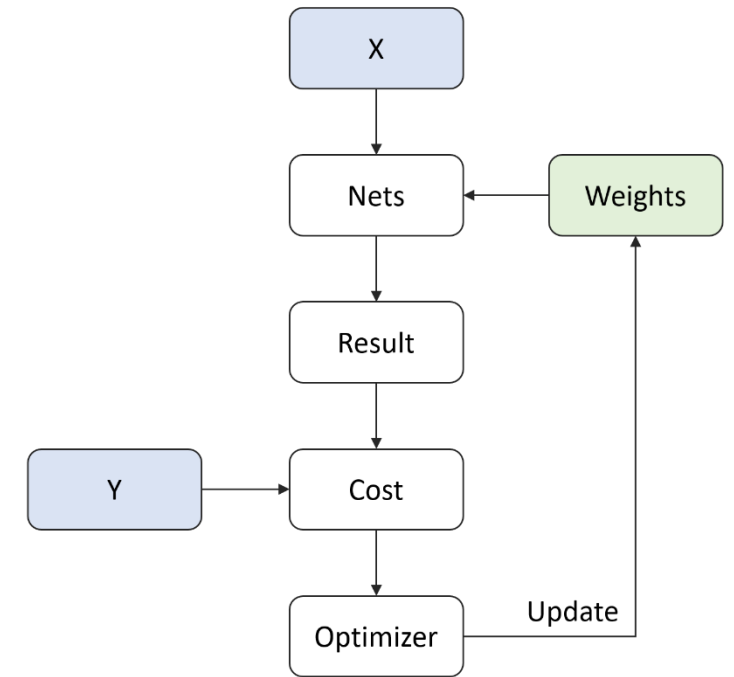 X
Nets
Weights
Result
Y
Cost
Update
Optimizer